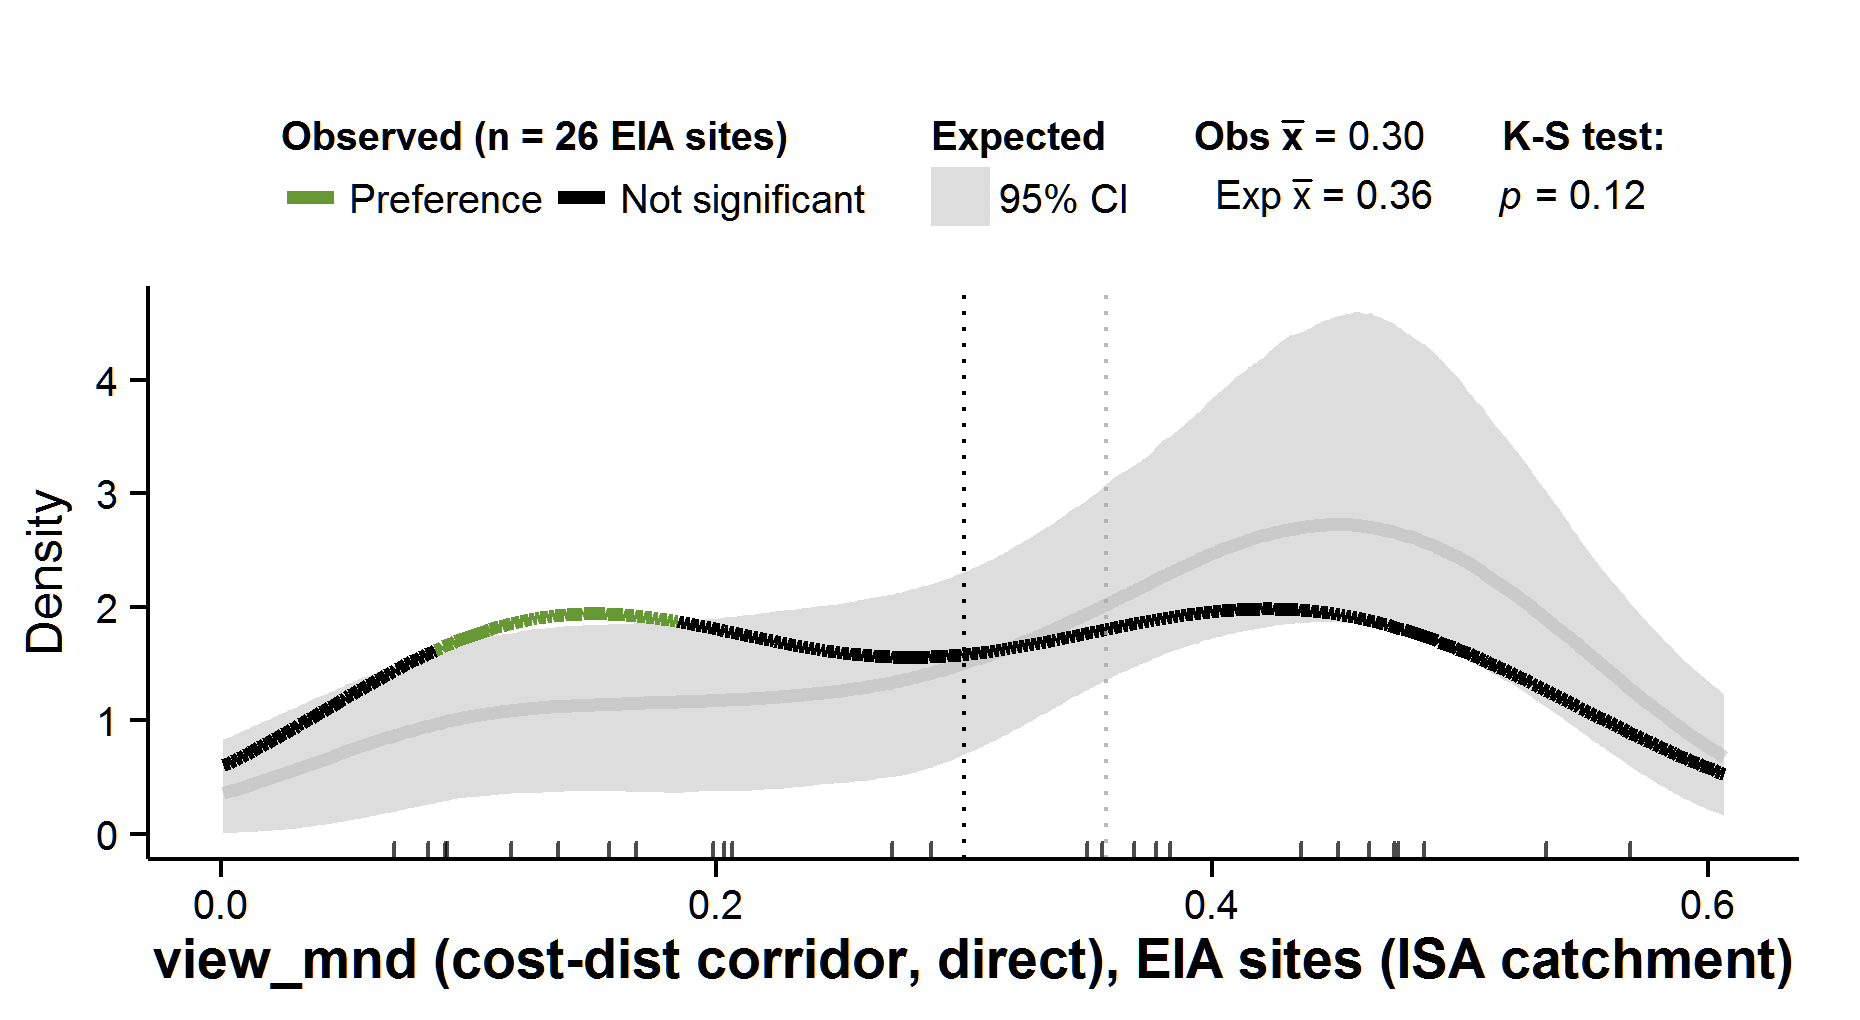 Observed (n = 26 EIA sites) Expected Obs x̅ = 0.30 K-S test:
Preference Not significant 95% CI Exp x̅ = 0.36 p = 0.12
Density
4
3
2
1
0
0.0 0.2 0.4 0.6
view_mnd (cost-dist corridor, direct), EIA sites (ISA catchment)